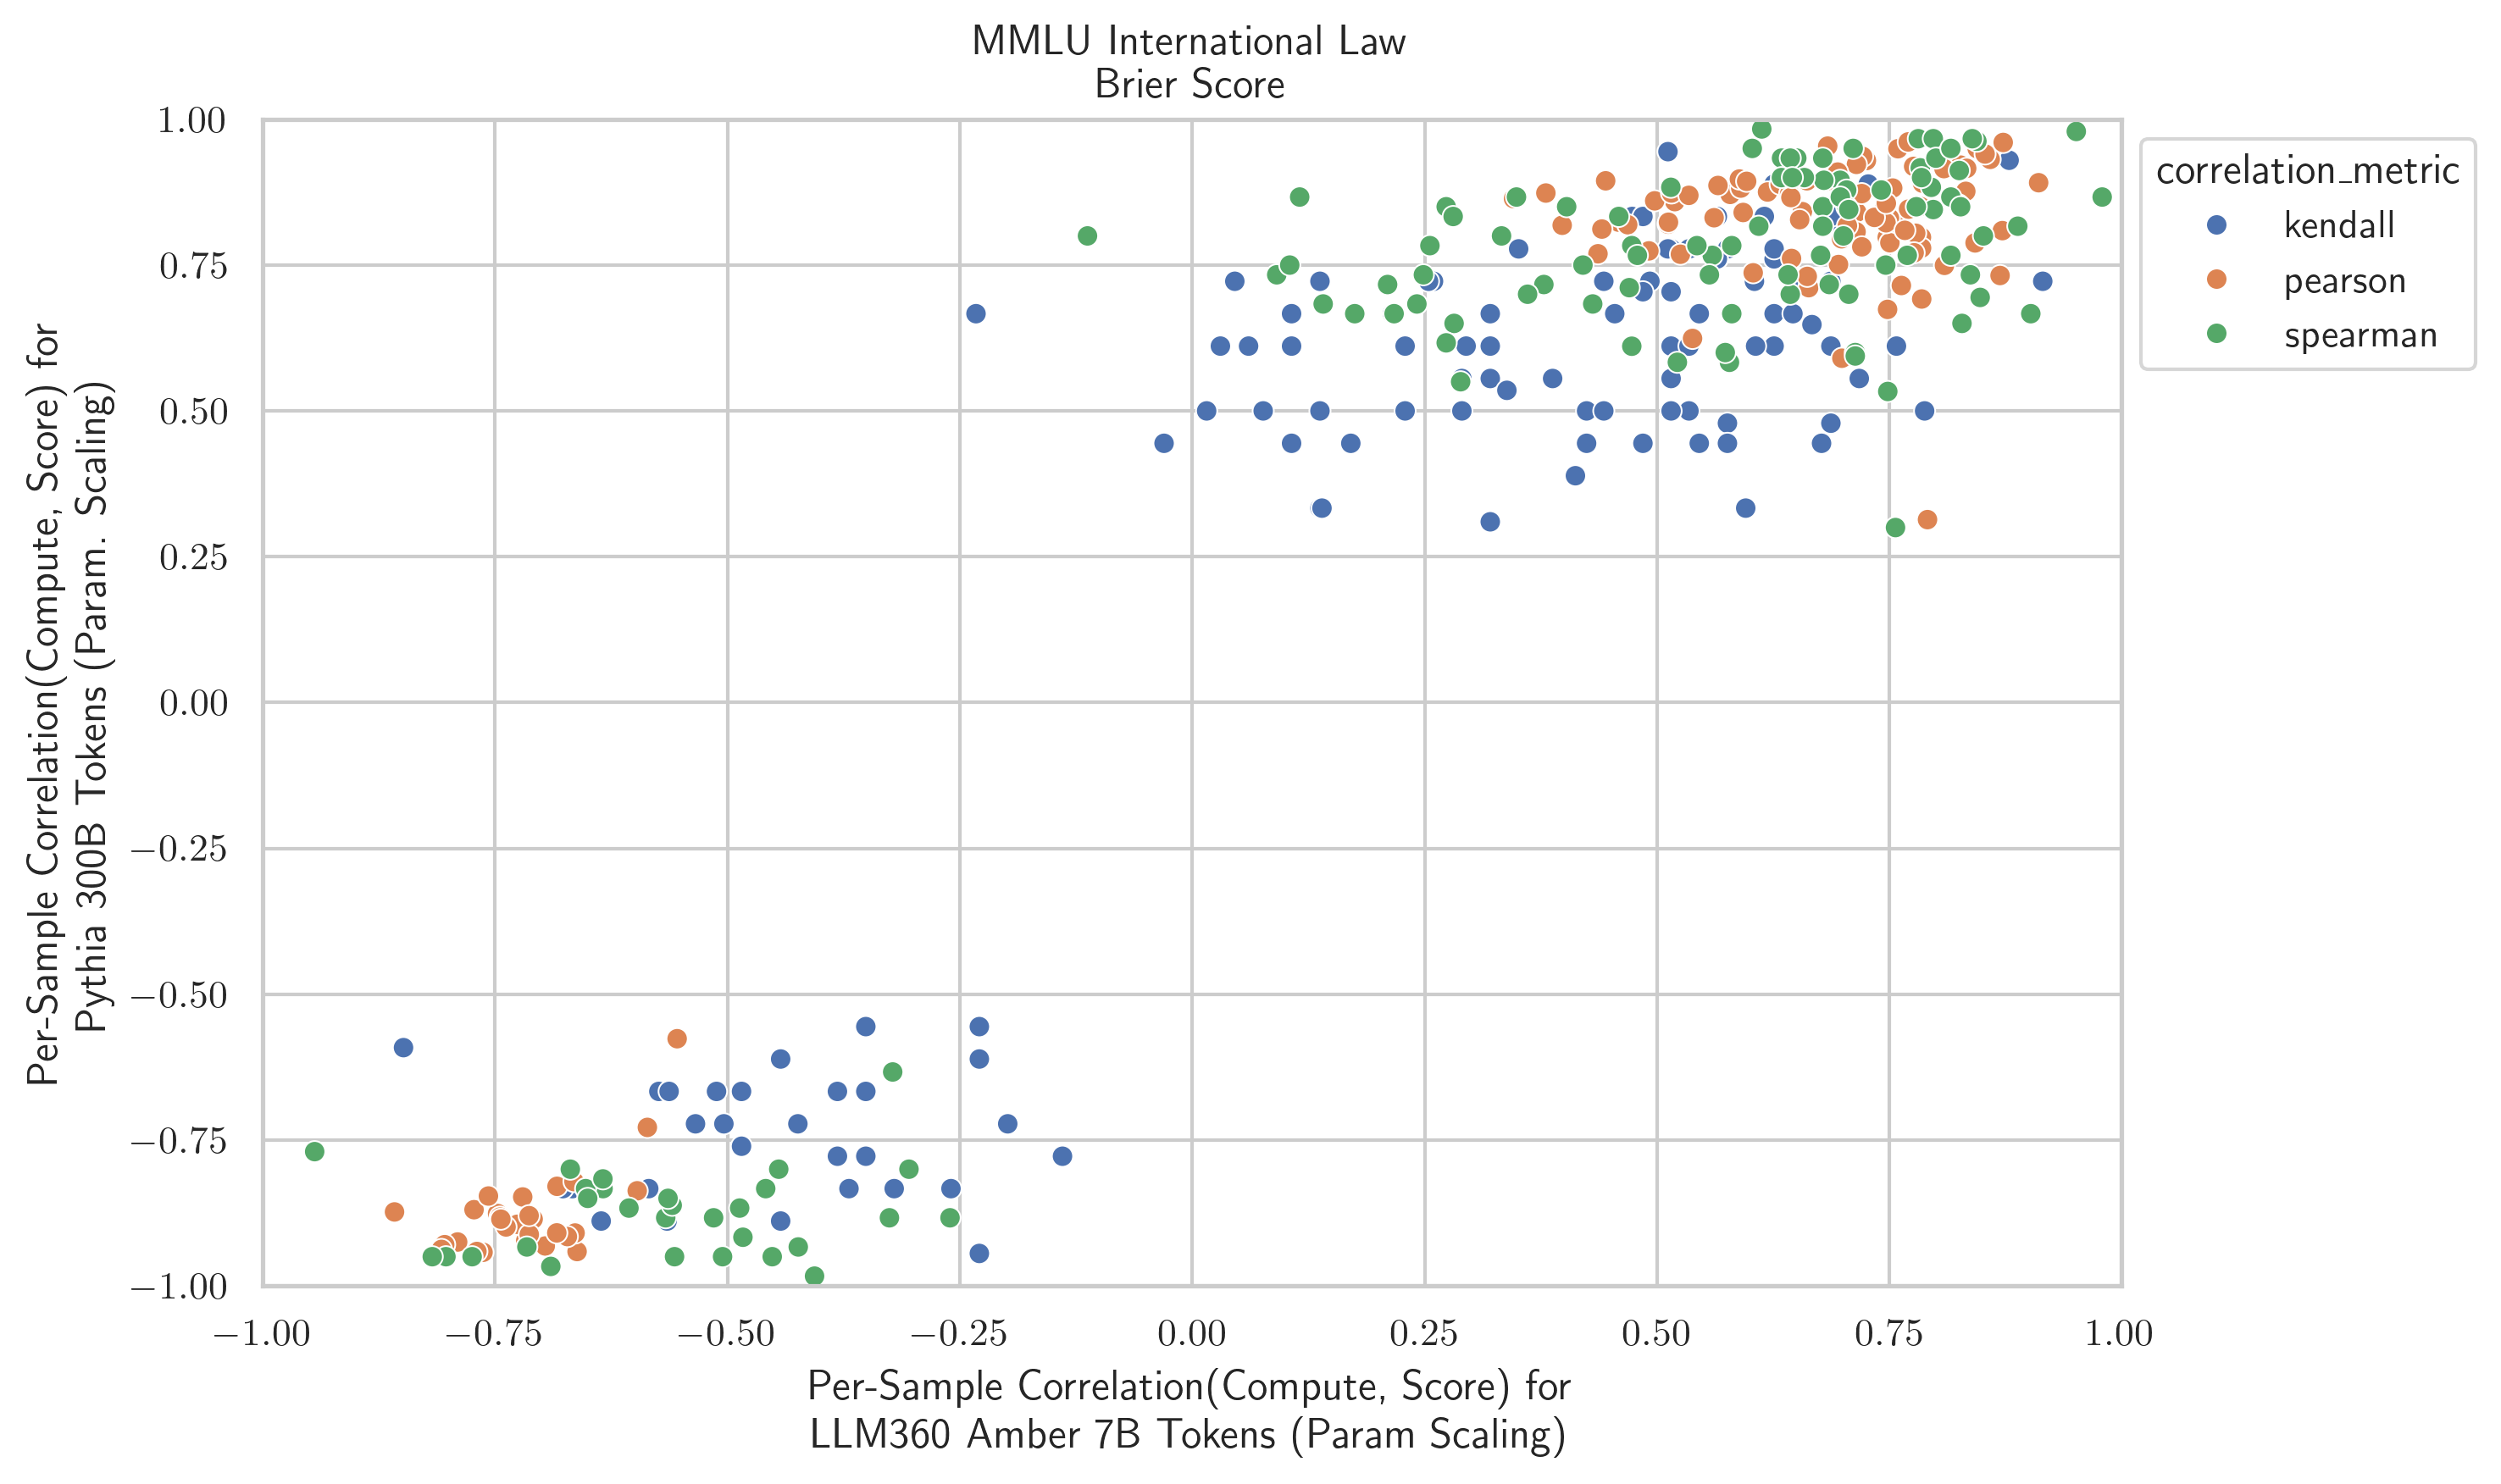 MMLU International Law
Brier Score
Per-Sample Correlation(Compute, Score) for
Pythia 300B Tokens (Param. Scaling)
1.00
0.75
0.50
0.25
0.00
−0.25
−0.50
−0.75
−1.00
−1.00 −0.75 −0.50 −0.25 0.00 0.25 0.50 0.75 1.00
Per-Sample Correlation(Compute, Score) for
LLM360 Amber 7B Tokens (Param Scaling)
correlation_metric
kendall
pearson
spearman